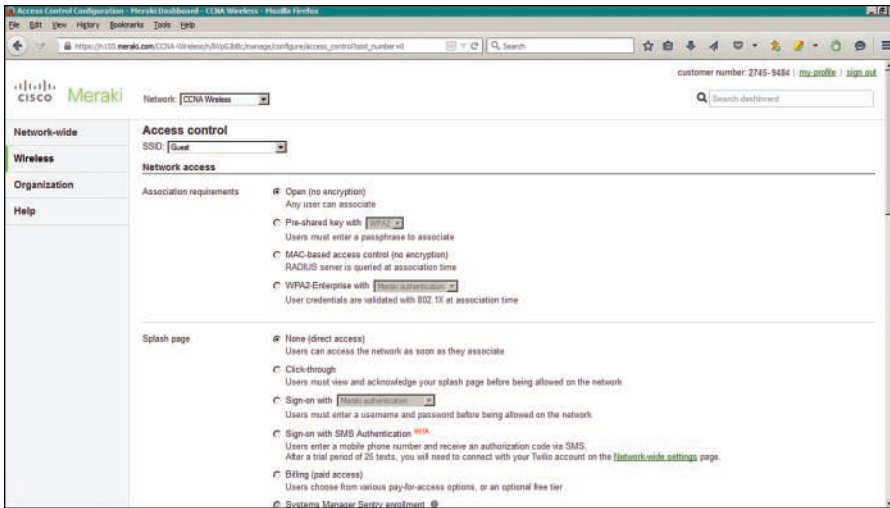 Access Control Configuration - Meraki Dashboard - CCNA Wireless - Mozilla Firefox
File Edit View History Bookmarks Tools Help
Search
customer number: 2745-9484 | my profile | sign out
CISCO Meraki
Network: CCNA Wireless
Search dashboard
Network-wide
Wireless
Organization
Help
Access control
SSID: Guest
Network access
Association requirements
Open (no encryption)
Any user can associate
Pre-shared key with WPA2
Users must enter a passphrase to associate
MAC-based access control (no encryption)
RADIUS server is queried at association time
WPA2-Enterprise with Meraki authentication
User credentials are validated with 802.1X at association time
Splash page
None (direct access)
Users can access the network as soon as they associate
Click-through
Users must view and acknowledge your splash page before being allowed on the network
Sign-on with Meraki authentication
Users must enter a username and password before being allowed on the network
Sign-on with SMS Authentication BETA
Users enter a mobile phone number and receive an authorization code via SMS.
After a trial period of 25 texts, you will need to connect with your Twilio account on the Network-wide settings page.
Billing (paid access)
Users choose from various pay-for-access options, or an optional free tier
Systems Manager Sentry enrollment